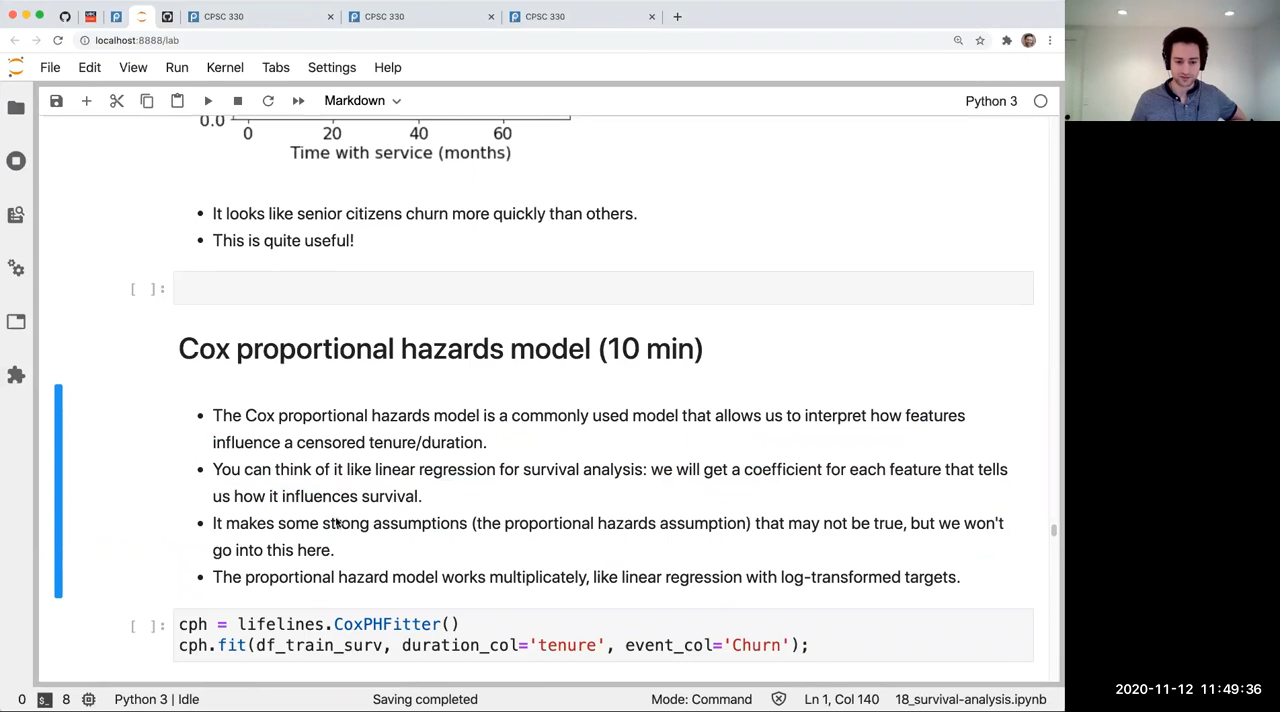 CPSC 330
CPSC 330
CPSC 330
localhost:8888/lab
File Edit View Run Kernel Tabs Settings Help
Markdown
Python 3
0.0
0 20 40 60
Time with service (months)
• It looks like senior citizens churn more quickly than others.
• This is quite useful!
[ ]:
Cox proportional hazards model (10 min)
• The Cox proportional hazards model is a commonly used model that allows us to interpret how features
influence a censored tenure/duration.
• You can think of it like linear regression for survival analysis: we will get a coefficient for each feature that tells
us how it influences survival.
• It makes some strong assumptions (the proportional hazards assumption) that may not be true, but we won't
go into this here.
• The proportional hazard model works multiplicately, like linear regression with log-transformed targets.
[ ]:
cph = lifelines.CoxPHFitter()
cph.fit(df_train_surv, duration_col='tenure', event_col='Churn');
0 8 Python 3 | Idle Saving completed Mode: Command Ln 1, Col 140 18_survival-analysis.ipynb
2020-11-12 11:49:36